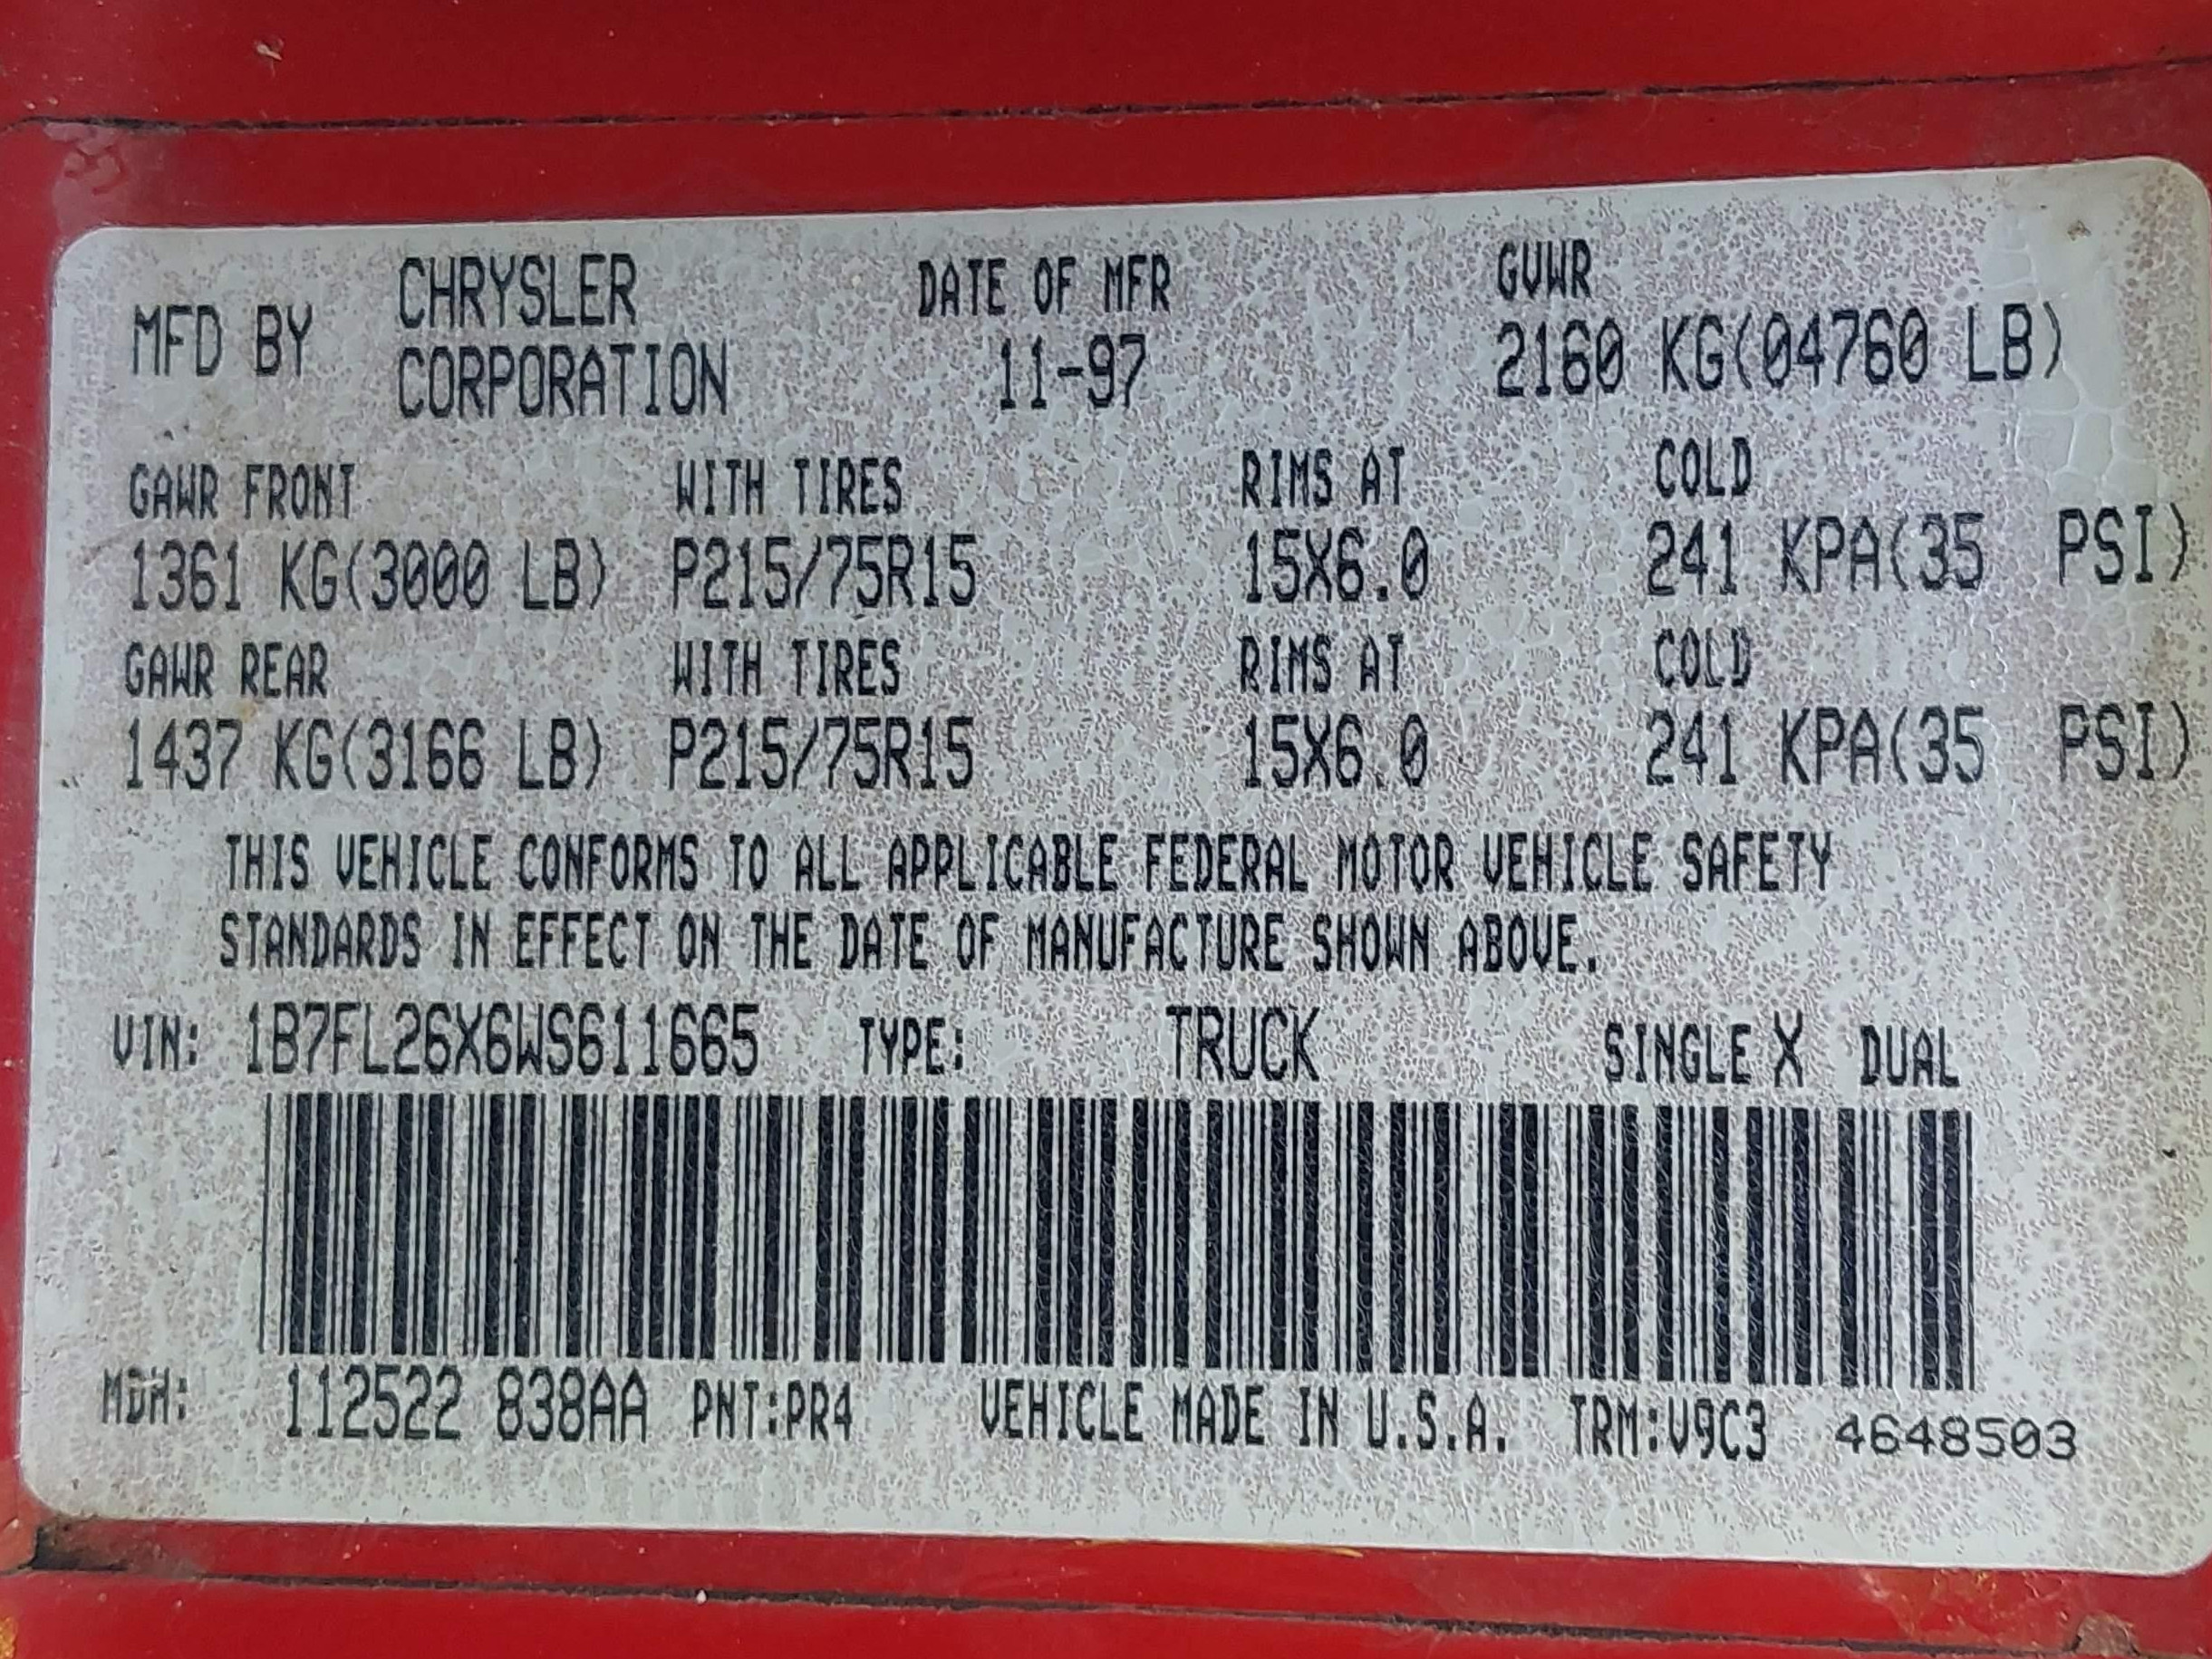 MFD BY CHRYSLER CORPORATION DATE OF MFR 11-97 GVWR 2160 KG(04760 LB)
GAWR FRONT WITH TIRES RIMS AT COLD
1361 KG(3000 LB) P215/75R15 15X6.0 241 KPA(35 PSI)
GAWR REAR WITH TIRES RIMS AT COLD
1437 KG(3166 LB) P215/75R15 15X6.0 241 KPA(35 PSI)
THIS VEHICLE CONFORMS TO ALL APPLICABLE FEDERAL MOTOR VEHICLE SAFETY
STANDARDS IN EFFECT ON THE DATE OF MANUFACTURE SHOWN ABOVE.
VIN: 1B7FL26X6WS611665 TYPE: TRUCK SINGLE X DUAL
MDH: 112522 838AA PNT:PR4 VEHICLE MADE IN U.S.A. TRM:V9C3 4648503